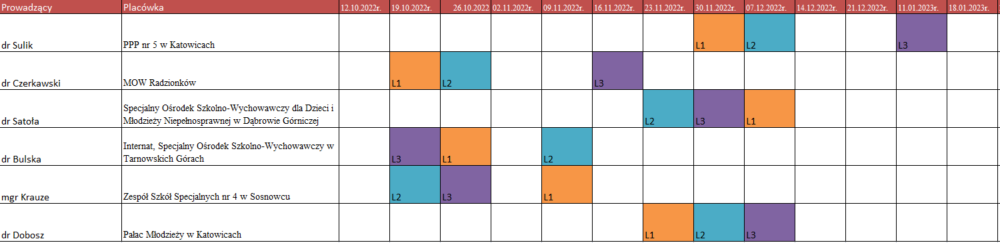 Prowadzący Placówka 12.10.2022r. 19.10.2022r. 26.10.2022 02.11.2022r. 09.11.2022r. 16.11.2022r. 23.11.2022r. 30.11.2022r. 07.12.2022r. 14.12.2022r. 21.12.2022r. 11.01.2023r. 18.01.2023r.
dr Sulik PPP nr 5 w Katowicach L1 L2 L3
dr Czerkawski MOW Radzionków L1 L2 L3
Specjalny Ośrodek Szkolno-Wychowawczy dla Dzieci i
dr Satoła Młodzieży Niepełnosprawnej w Dąbrowie Górniczej L2 L3 L1
Internat, Specjalny Ośrodek Szkolno-Wychowawczy w
dr Bulska Tarnowskich Górach L3 L1 L2
mgr Krauze Zespół Szkół Specjalnych nr 4 w Sosnowcu L2 L3 L1
dr Dobosz Pałac Młodzieży w Katowicach L1 L2 L3